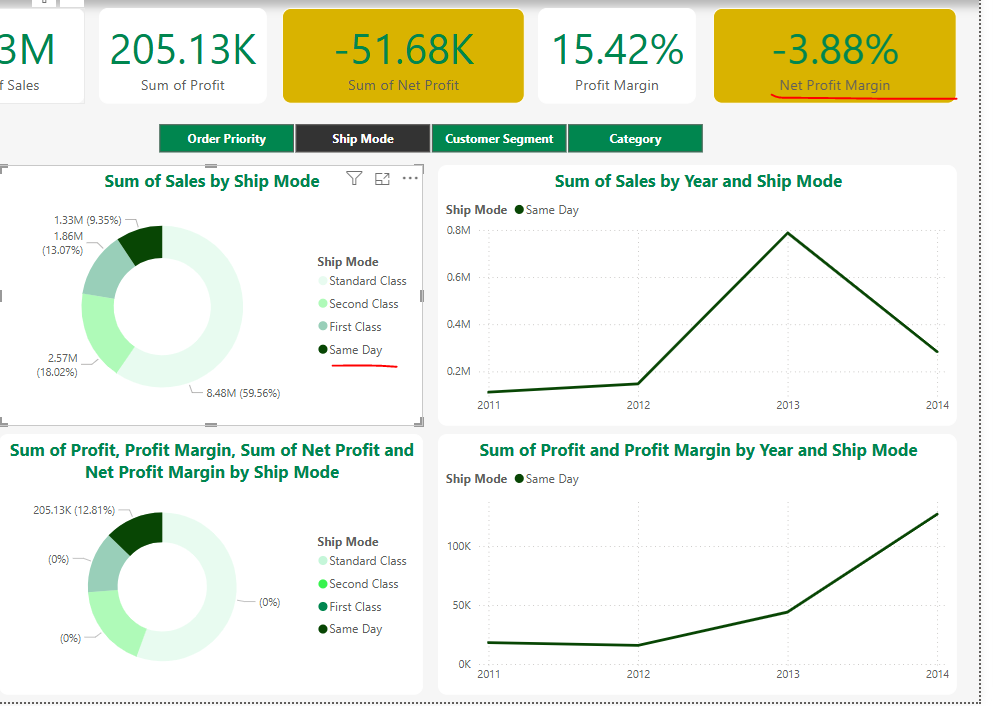 3M
205.13K
-51.68K
15.42%
-3.88%
f Sales
Sum of Profit
Sum of Net Profit
Profit Margin
Net Profit Margin
Order Priority
Ship Mode
Customer Segment
Category
Sum of Sales by Ship Mode
1.33M (9.35%)
1.86M
(13.07%)
2.57M
(18.02%)
8.48M (59.56%)
Ship Mode
Standard Class
Second Class
First Class
Same Day
Sum of Sales by Year and Ship Mode
Ship Mode Same Day
0.8M
0.6M
0.4M
0.2M
2011 2012 2013 2014
Sum of Profit, Profit Margin, Sum of Net Profit and
Net Profit Margin by Ship Mode
205.13K (12.81%)
(0%)
(0%)
(0%)
Ship Mode
Standard Class
Second Class
First Class
Same Day
Sum of Profit and Profit Margin by Year and Ship Mode
Ship Mode Same Day
100K
50K
0K
2011 2012 2013 2014